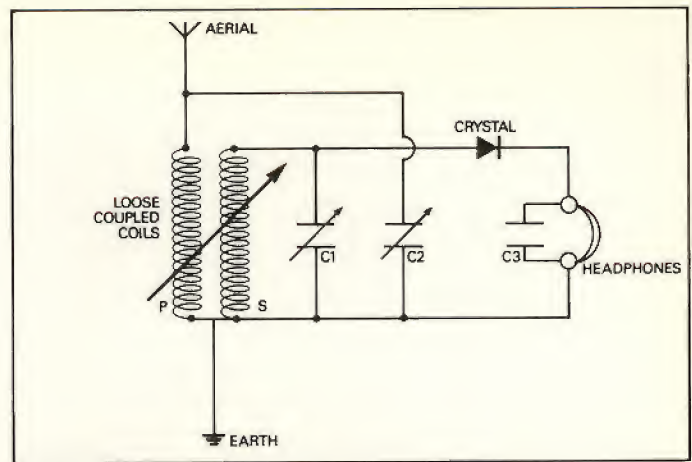 AERIAL
CRYSTAL
LOOSE
COUPLED
COILS
C1
C2
C3
HEADPHONES
P
S
EARTH